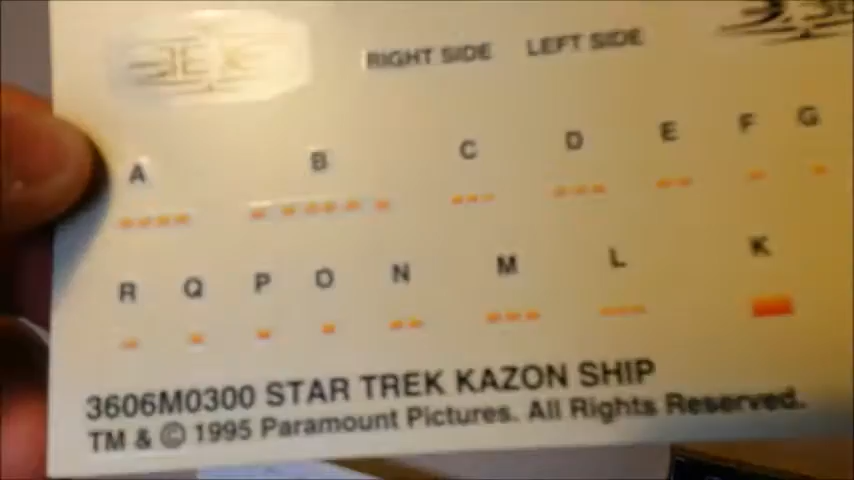 RIGHT SIDE LEFT SIDE
A B C D E F G
R Q P O N M L K
3606M0300 STAR TREK KAZON SHIP
TM & © 1995 Paramount Pictures. All Rights Reserved.